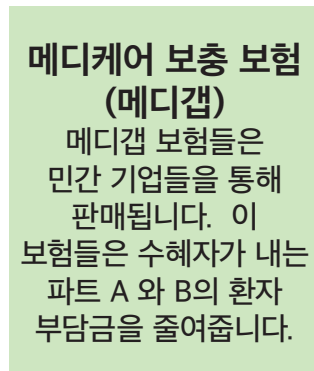 메디케어 보충 보험
(메디갭)
메디갭 보험들은
민간 기업들을 통해
판매됩니다. 이
보험들은 수혜자가 내는
파트 A 와 B의 환자
부담금을 줄여줍니다.